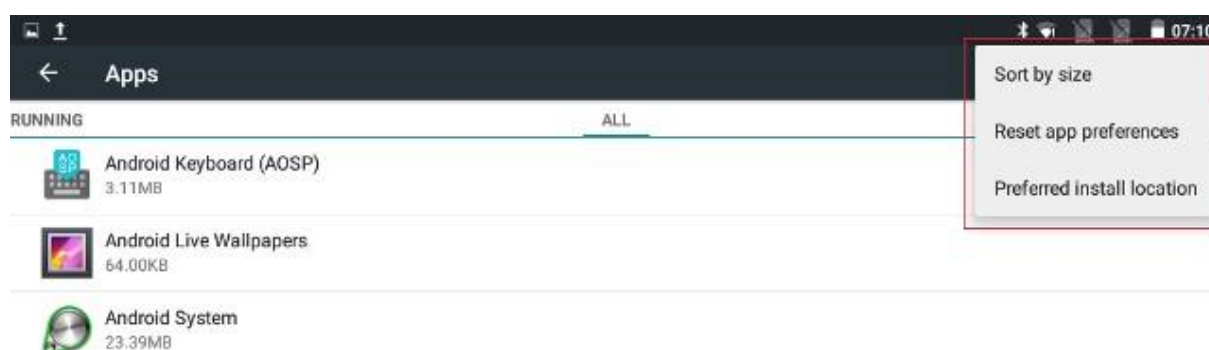 07:10
Apps
Sort by size
Reset app preferences
Preferred install location
RUNNING
ALL
Android Keyboard (AOSP)
3.11MB
Android Live Wallpapers
64.00KB
Android System
23.39MB